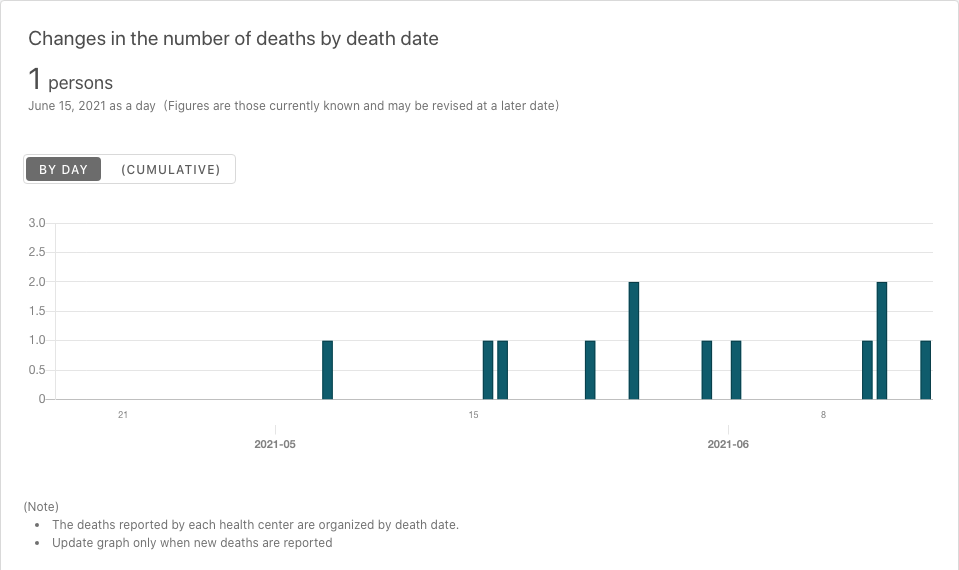 Changes in the number of deaths by death date
1 persons
June 15, 2021 as a day (Figures are those currently known and may be revised at a later date)
BY DAY (CUMULATIVE)
3.0
2.5
2.0
1.5
1.0
0.5
0
21 15 8
2021-05 2021-06
(Note)
• The deaths reported by each health center are organized by death date.
• Update graph only when new deaths are reported